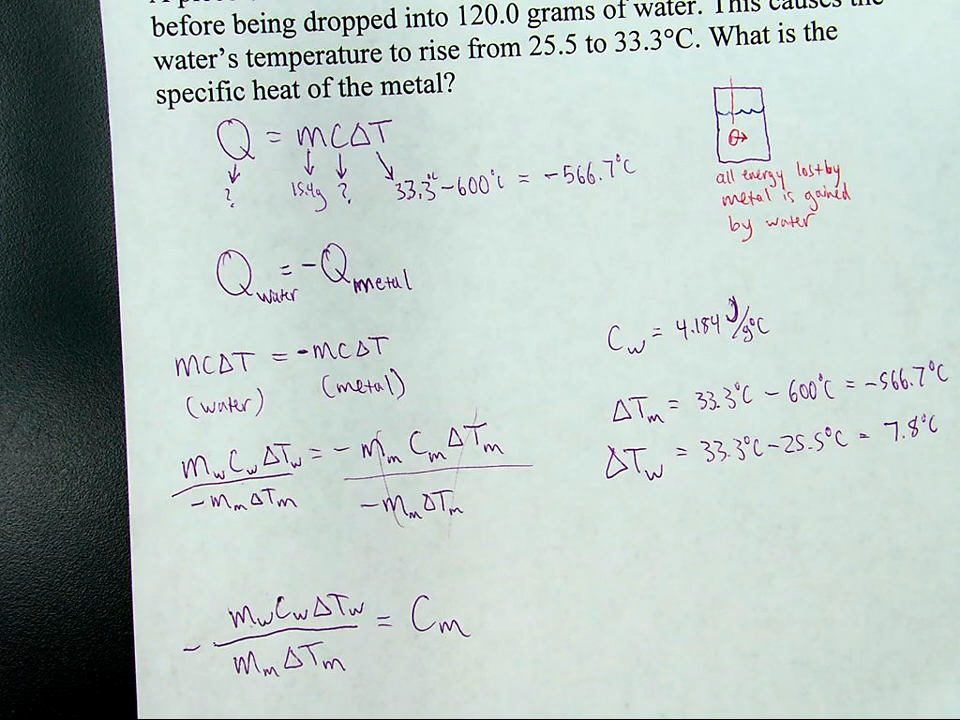 before being dropped into 120.0 grams of water. This causes the
water's temperature to rise from 25.5 to 33.3°C. What is the
specific heat of the metal?
Q = mCΔT
? 15.4g ? 33.3°C - 600°C = -566.7°C
all energy lost by
metal is gained
by water
Q water = -Q metal
mCΔT = -mCΔT
(water) (metal)
Cw = 4.184 J/g°C
ΔTm = 33.3°C - 600°C = -566.7°C
ΔTw = 33.3°C - 25.5°C = 7.8°C
mwCwΔTw = - mmCmΔTm
-mmΔTm -mmΔTm
- mwCwΔTw = Cm
mmΔTm